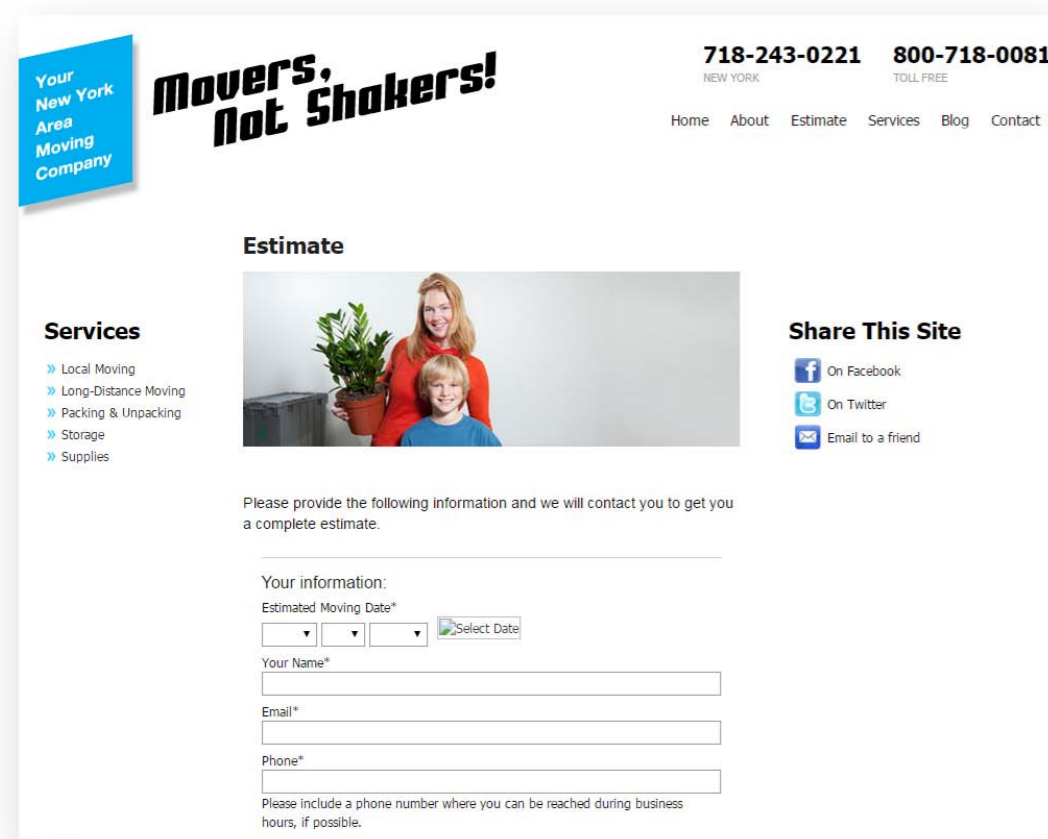 Your
New York
Area
Moving
Company
Movers,
Not Shakers!
718-243-0221
NEW YORK
800-718-0081
TOLL FREE
Home About Estimate Services Blog Contact
Services
» Local Moving
» Long-Distance Moving
» Packing & Unpacking
» Storage
» Supplies
Estimate
Please provide the following information and we will contact you to get you
a complete estimate.
Your information:
Estimated Moving Date*
Select Date
Your Name*
Email*
Phone*
Please include a phone number where you can be reached during business
hours, if possible.
Share This Site
On Facebook
On Twitter
Email to a friend